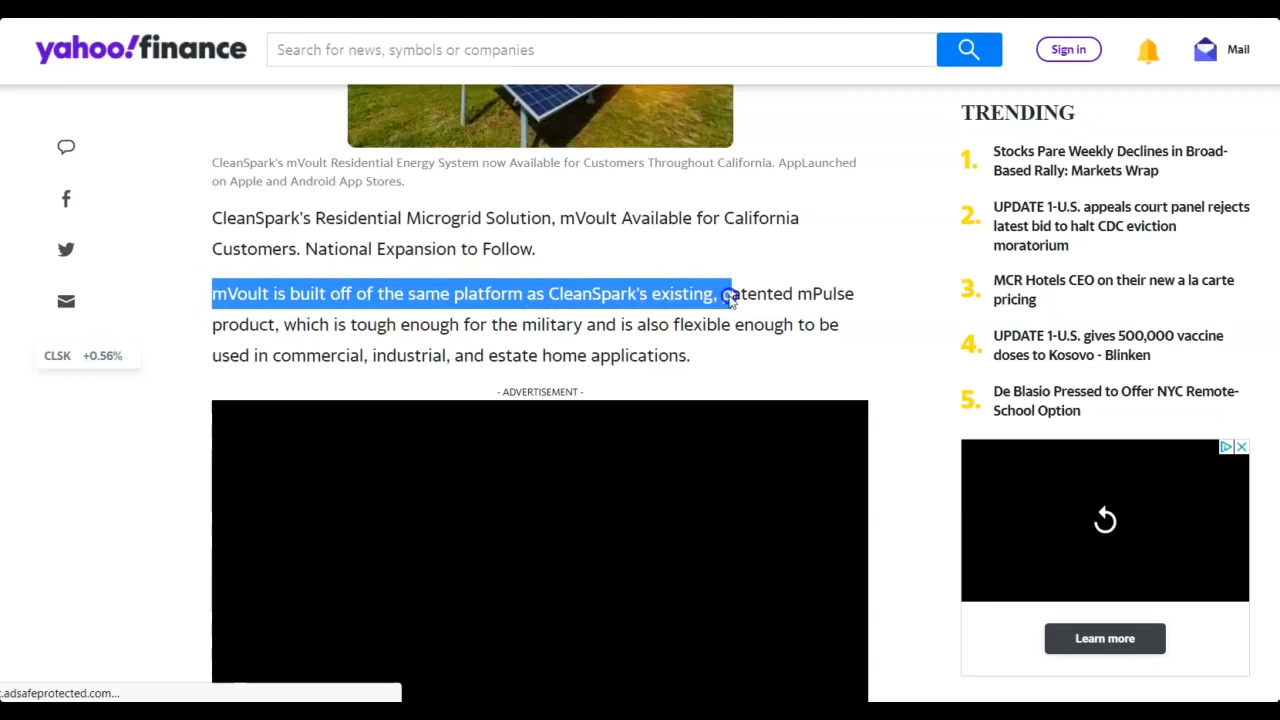 yahoo!finance
Search for news, symbols or companies
Sign in
Mail
CleanSpark's mVoult Residential Energy System now Available for Customers Throughout California. AppLaunched
on Apple and Android App Stores.
CleanSpark's Residential Microgrid Solution, mVoult Available for California
Customers. National Expansion to Follow.
mVoult is built off of the same platform as CleanSpark's existing, patented mPulse
product, which is tough enough for the military and is also flexible enough to be
used in commercial, industrial, and estate home applications.
CLSK +0.56%
- ADVERTISEMENT -
TRENDING
1. Stocks Pare Weekly Declines in Broad-
Based Rally: Markets Wrap
2. UPDATE 1-U.S. appeals court panel rejects
latest bid to halt CDC eviction
moratorium
3. MCR Hotels CEO on their new a la carte
pricing
4. UPDATE 1-U.S. gives 500,000 vaccine
doses to Kosovo - Blinken
5. De Blasio Pressed to Offer NYC Remote-
School Option
Learn more
.adsafeprotected.com...